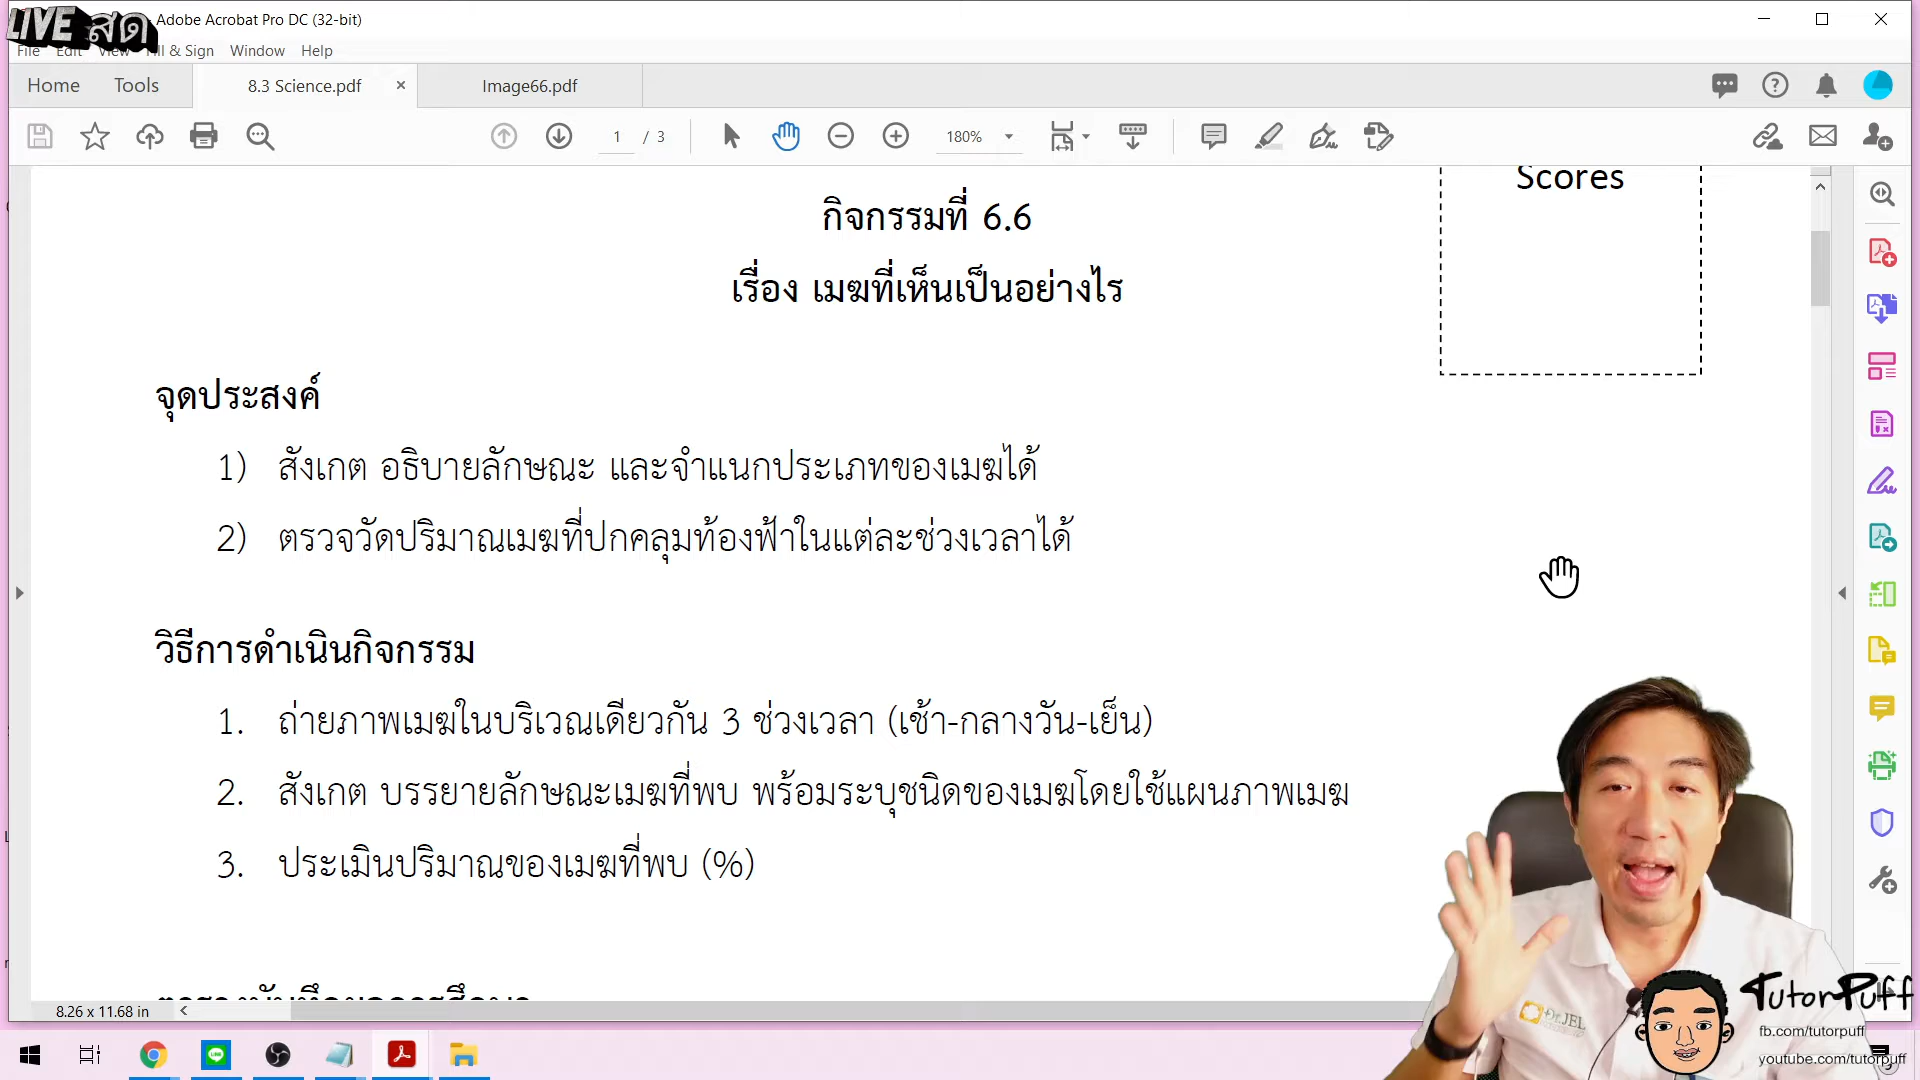 LIVE สด
Adobe Acrobat Pro DC (32-bit)
File Edit View Fill & Sign Window Help
Home Tools 8.3 Science.pdf Image66.pdf
1 / 3 180%
Scores
กิจกรรมที่ 6.6
เรื่อง เมฆที่เห็นเป็นอย่างไร
จุดประสงค์
1) สังเกต อธิบายลักษณะ และจำแนกประเภทของเมฆได้
2) ตรวจวัดปริมาณเมฆที่ปกคลุมท้องฟ้าในแต่ละช่วงเวลาได้
วิธีการดำเนินกิจกรรม
1. ถ่ายภาพเมฆในบริเวณเดียวกัน 3 ช่วงเวลา (เช้า-กลางวัน-เย็น)
2. สังเกต บรรยายลักษณะเมฆที่พบ พร้อมระบุชนิดของเมฆโดยใช้แผนภาพเมฆ
3. ประเมินปริมาณของเมฆที่พบ (%)
8.26 x 11.68 in
Dr.JEL
TutorPuff
fb.com/tutorpuff
youtube.com/tutorpuff